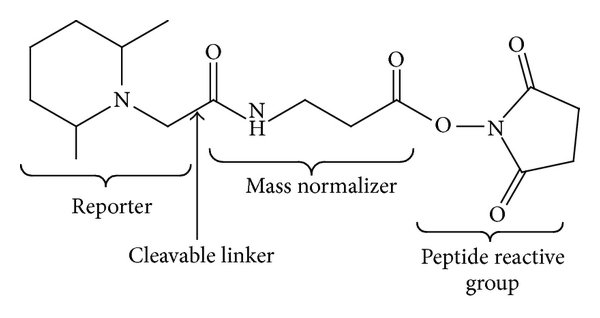 O
O
O
N
N
H
O
N
O
Reporter
Mass normalizer
Cleavable linker
Peptide reactive
group